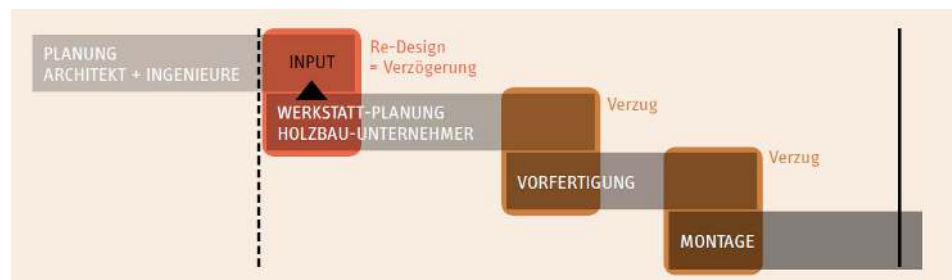 PLANUNG
ARCHITEKT + INGENIEURE
INPUT
Re-Design
= Verzögerung
WERKSTATT-PLANUNG
HOLZBAU-UNTERNEHMER
Verzug
VORFERTIGUNG
Verzug
MONTAGE